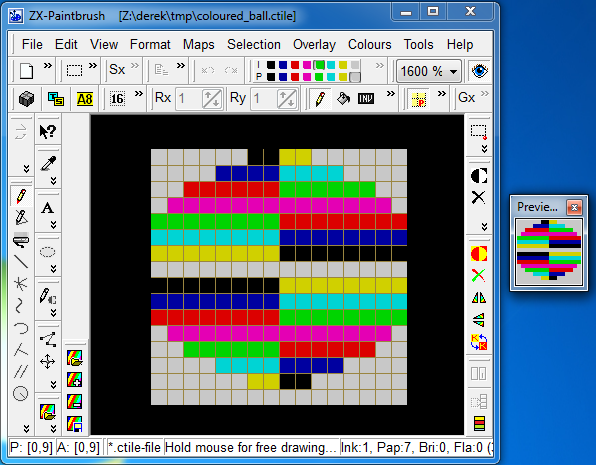 ZX-Paintbrush [Z:\derek\tmp\coloured_ball.ctile]
File Edit View Format Maps Selection Overlay Colours Tools Help
Sx I P 1600 %
A8 16 Rx 1 Ry 1 INV P Gx
?
A
Previe...
P: [0,9] A: [0,9] *.ctile-file Hold mouse for free drawing... Ink:1, Pap:7, Bri:0, Fla:0